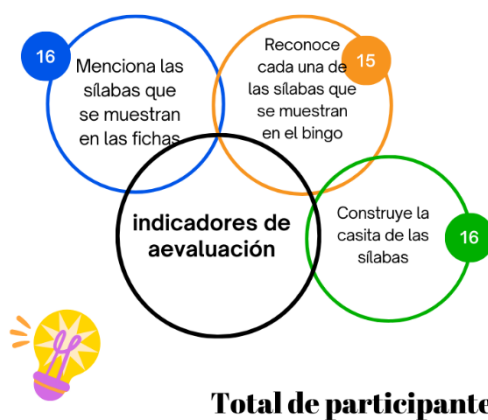 16
Menciona las
sílabas que
se muestran
en las fichas
Reconoce
cada una de
las sílabas que
se muestran
en el bingo
15
indicadores de
aevaluación
Construye la
casita de las
sílabas
16
Total de participante